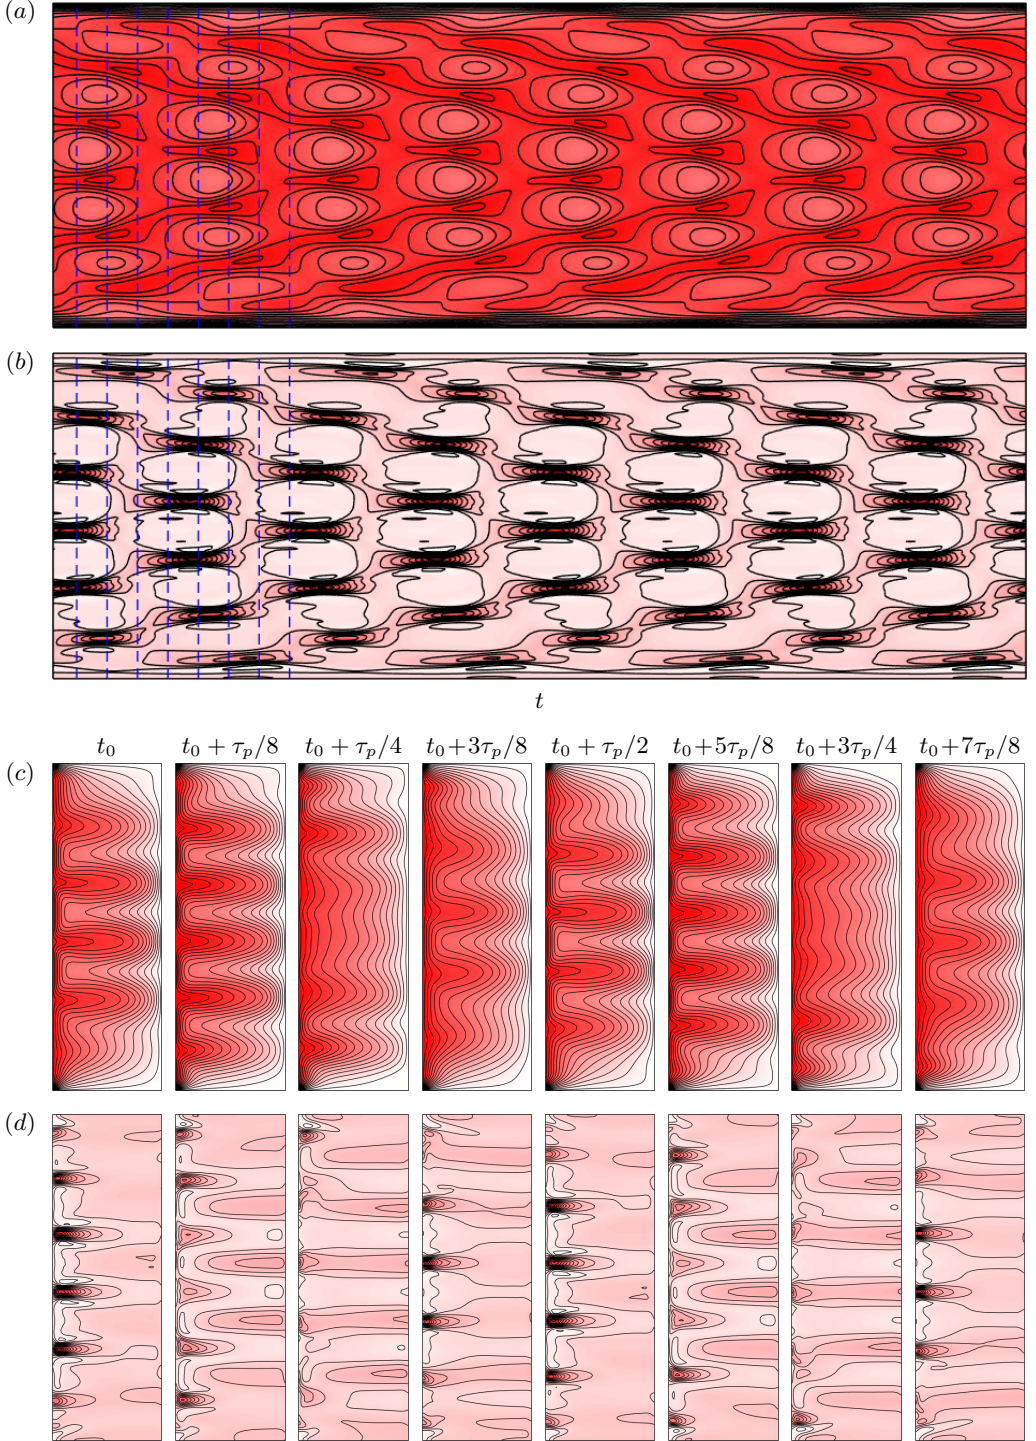 (a)
(b)
t
t₀ t₀ + τₚ/8 t₀ + τₚ/4 t₀+3τₚ/8 t₀ + τₚ/2 t₀+5τₚ/8 t₀+3τₚ/4 t₀+7τₚ/8
(c)
(d)